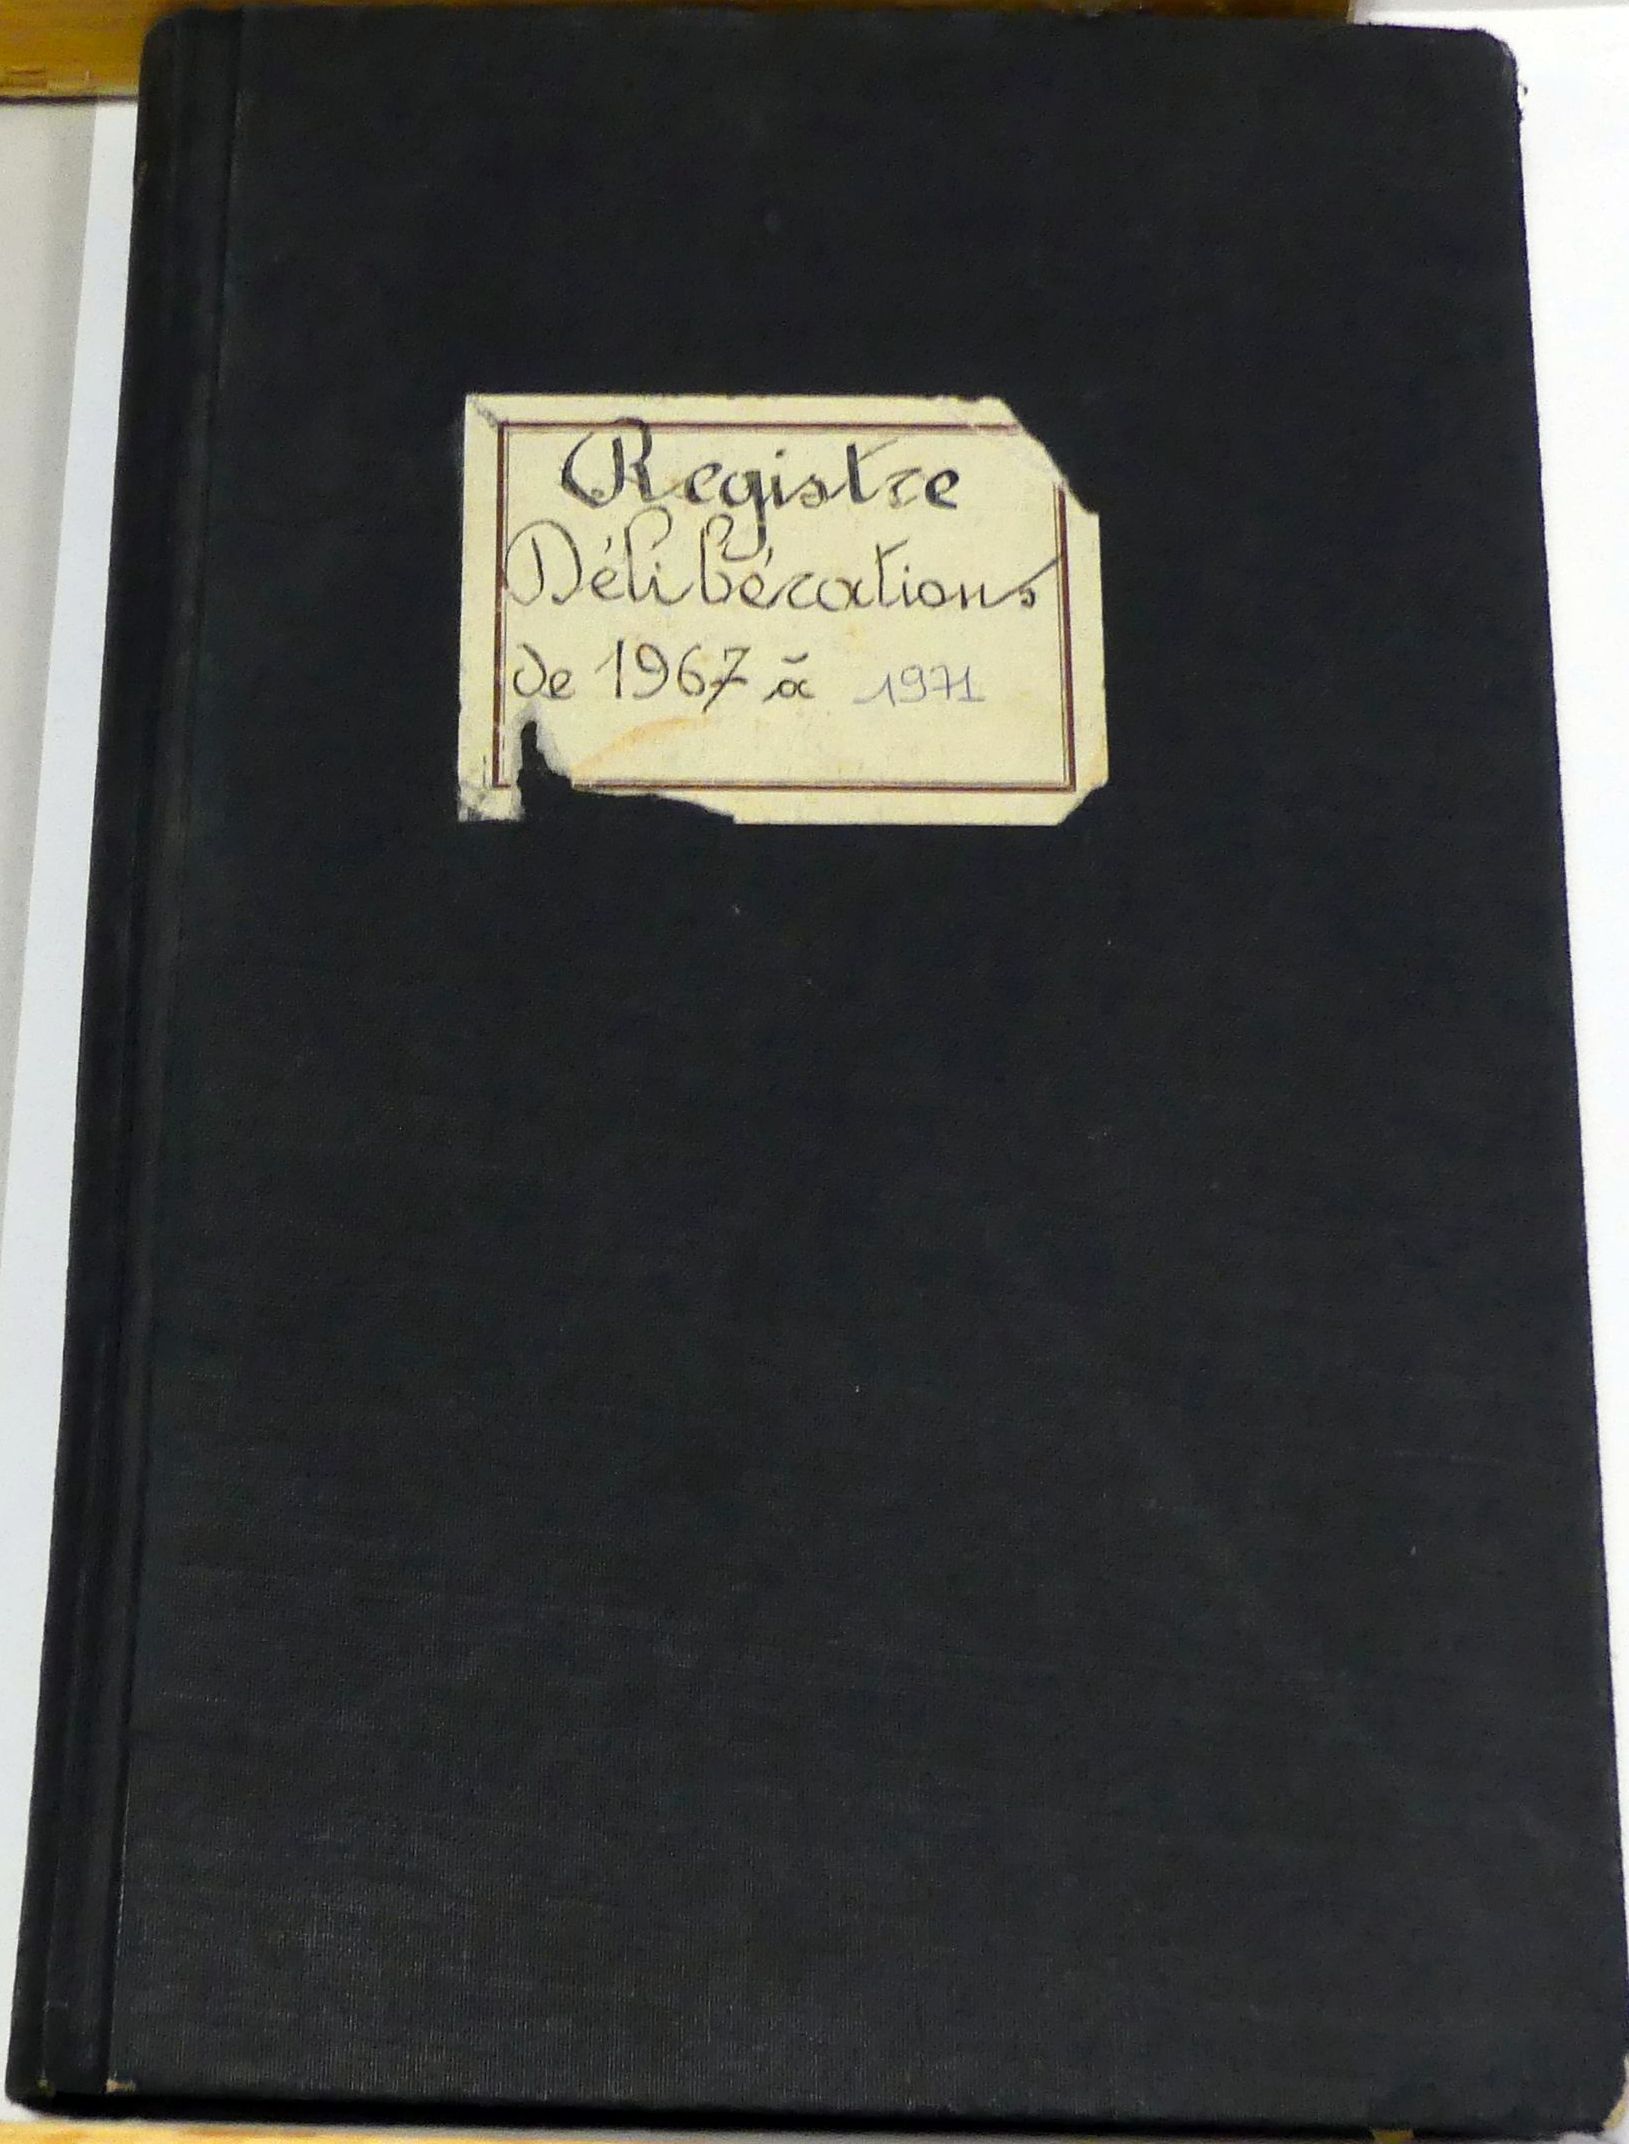 Registre
Délibérations
de 1967 à 1971